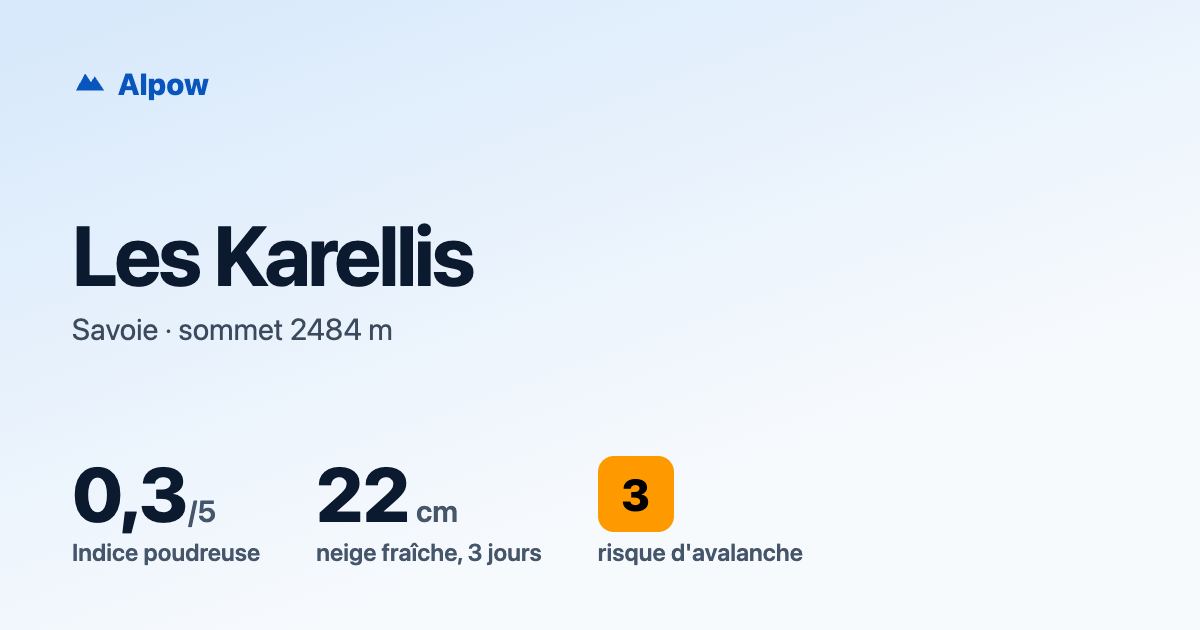 Alpow
Les Karellis
Savoie · sommet 2484 m
0,3/5
Indice poudreuse
22 cm
neige fraîche, 3 jours
3
risque d'avalanche